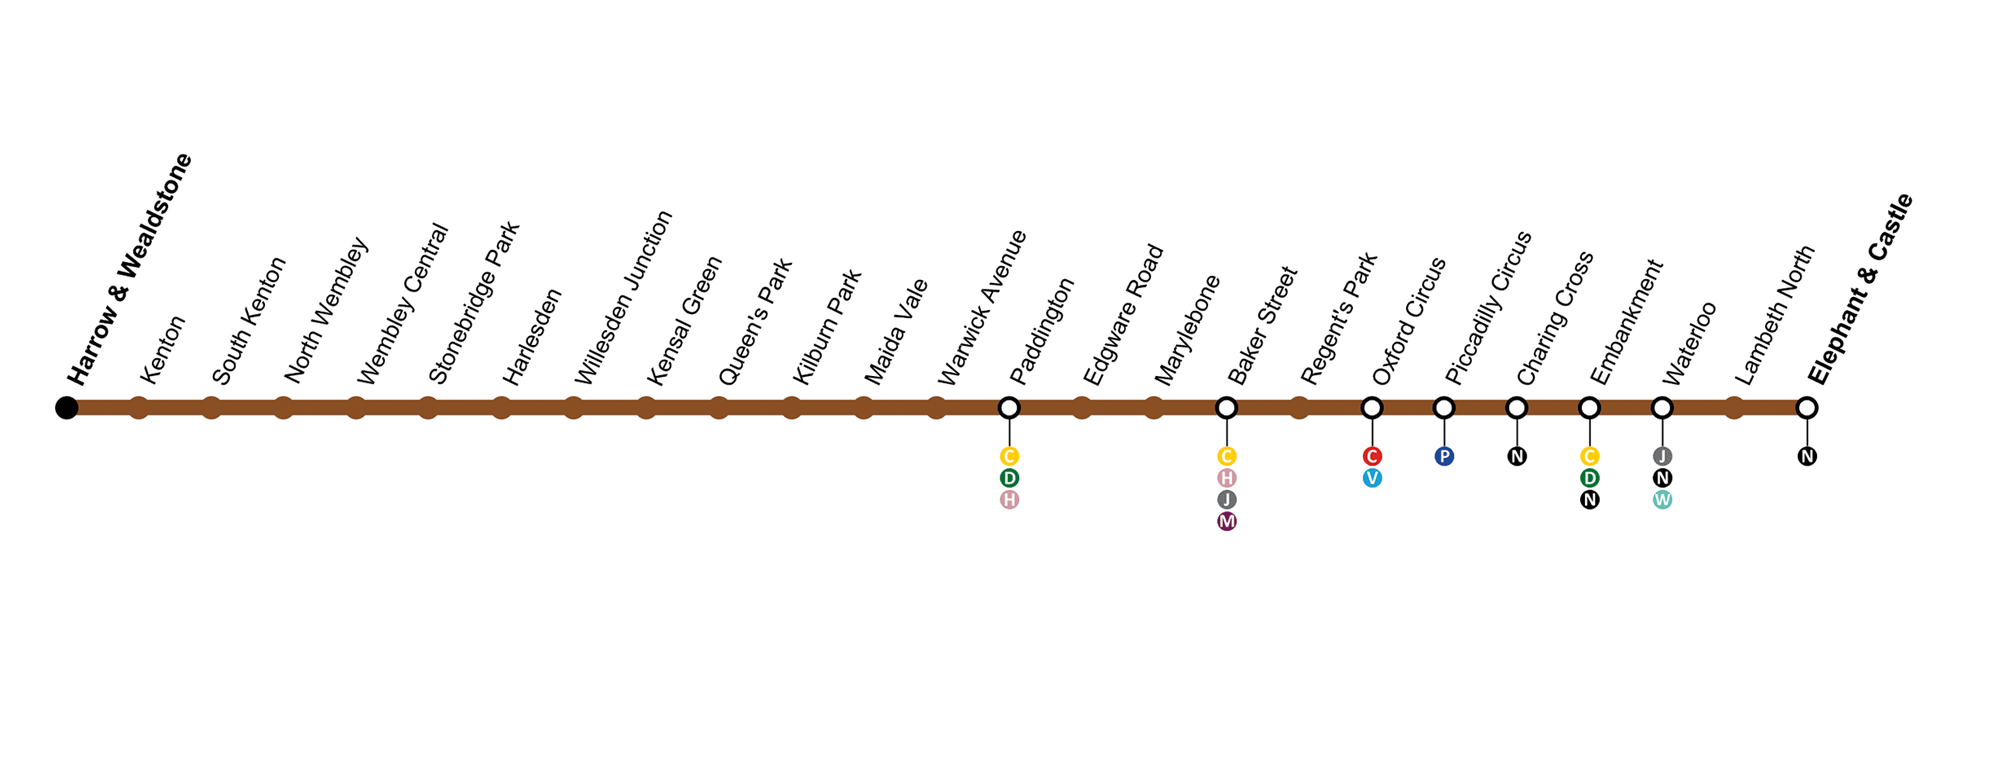 Harrow & Wealdstone
Kenton
South Kenton
North Wembley
Wembley Central
Stonebridge Park
Harlesden
Willesden Junction
Kensal Green
Queen's Park
Kilburn Park
Maida Vale
Warwick Avenue
Paddington
Edgware Road
Marylebone
Baker Street
Regent's Park
Oxford Circus
Piccadilly Circus
Charing Cross
Embankment
Waterloo
Lambeth North
Elephant & Castle
C
D
H
C
H
J
M
C
V
P
N
C
D
N
J
N
W
N